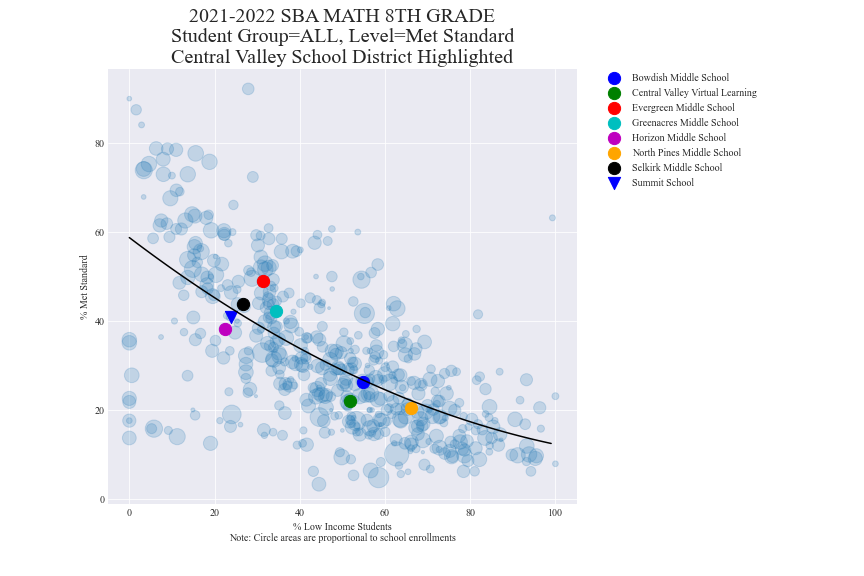 2021-2022 SBA MATH 8TH GRADE
Student Group=ALL, Level=Met Standard
Central Valley School District Highlighted
Bowdish Middle School
Central Valley Virtual Learning
Evergreen Middle School
Greenacres Middle School
Horizon Middle School
North Pines Middle School
Selkirk Middle School
Summit School
% Met Standard
80
60
40
20
0
0 20 40 60 80 100
% Low Income Students
Note: Circle areas are proportional to school enrollments